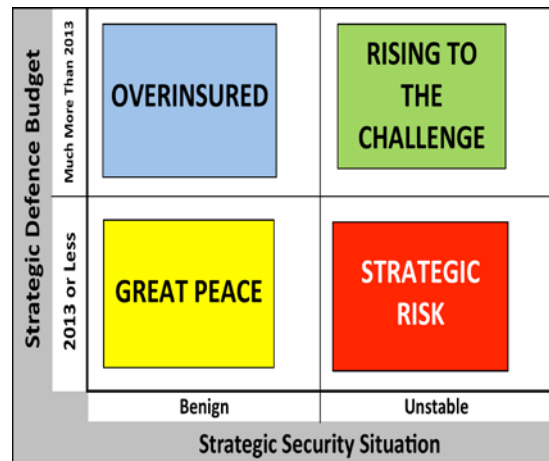 Strategic Defence Budget
Much More Than 2013
2013 or Less
OVERINSURED
RISING TO
THE
CHALLENGE
GREAT PEACE
STRATEGIC
RISK
Benign
Unstable
Strategic Security Situation